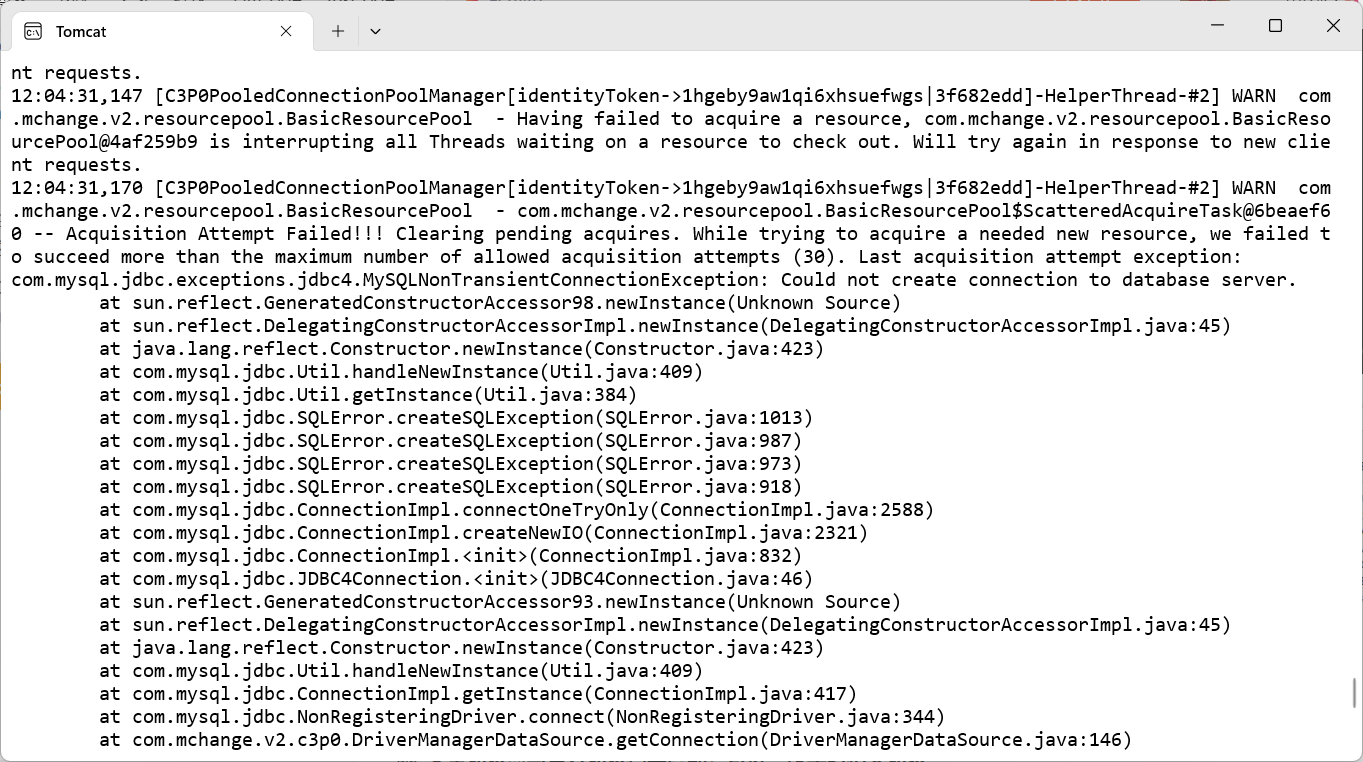 Tomcat
nt requests.
12:04:31,147 [C3P0PooledConnectionPoolManager[identityToken->1hgeby9aw1qi6xhsuefwgs|3f682edd]-HelperThread-#2] WARN  com
.mchange.v2.resourcepool.BasicResourcePool  - Having failed to acquire a resource, com.mchange.v2.resourcepool.BasicReso
urcePool@4af259b9 is interrupting all Threads waiting on a resource to check out. Will try again in response to new clie
nt requests.
12:04:31,170 [C3P0PooledConnectionPoolManager[identityToken->1hgeby9aw1qi6xhsuefwgs|3f682edd]-HelperThread-#2] WARN  com
.mchange.v2.resourcepool.BasicResourcePool  - com.mchange.v2.resourcepool.BasicResourcePool$ScatteredAcquireTask@6beaef6
0 -- Acquisition Attempt Failed!!! Clearing pending acquires. While trying to acquire a needed new resource, we failed t
o succeed more than the maximum number of allowed acquisition attempts (30). Last acquisition attempt exception:
com.mysql.jdbc.exceptions.jdbc4.MySQLNonTransientConnectionException: Could not create connection to database server.
        at sun.reflect.GeneratedConstructorAccessor98.newInstance(Unknown Source)
        at sun.reflect.DelegatingConstructorAccessorImpl.newInstance(DelegatingConstructorAccessorImpl.java:45)
        at java.lang.reflect.Constructor.newInstance(Constructor.java:423)
        at com.mysql.jdbc.Util.handleNewInstance(Util.java:409)
        at com.mysql.jdbc.Util.getInstance(Util.java:384)
        at com.mysql.jdbc.SQLError.createSQLException(SQLError.java:1013)
        at com.mysql.jdbc.SQLError.createSQLException(SQLError.java:987)
        at com.mysql.jdbc.SQLError.createSQLException(SQLError.java:973)
        at com.mysql.jdbc.SQLError.createSQLException(SQLError.java:918)
        at com.mysql.jdbc.ConnectionImpl.connectOneTryOnly(ConnectionImpl.java:2588)
        at com.mysql.jdbc.ConnectionImpl.createNewIO(ConnectionImpl.java:2321)
        at com.mysql.jdbc.ConnectionImpl.<init>(ConnectionImpl.java:832)
        at com.mysql.jdbc.JDBC4Connection.<init>(JDBC4Connection.java:46)
        at sun.reflect.GeneratedConstructorAccessor93.newInstance(Unknown Source)
        at sun.reflect.DelegatingConstructorAccessorImpl.newInstance(DelegatingConstructorAccessorImpl.java:45)
        at java.lang.reflect.Constructor.newInstance(Constructor.java:423)
        at com.mysql.jdbc.Util.handleNewInstance(Util.java:409)
        at com.mysql.jdbc.ConnectionImpl.getInstance(ConnectionImpl.java:417)
        at com.mysql.jdbc.NonRegisteringDriver.connect(NonRegisteringDriver.java:344)
        at com.mchange.v2.c3p0.DriverManagerDataSource.getConnection(DriverManagerDataSource.java:146)